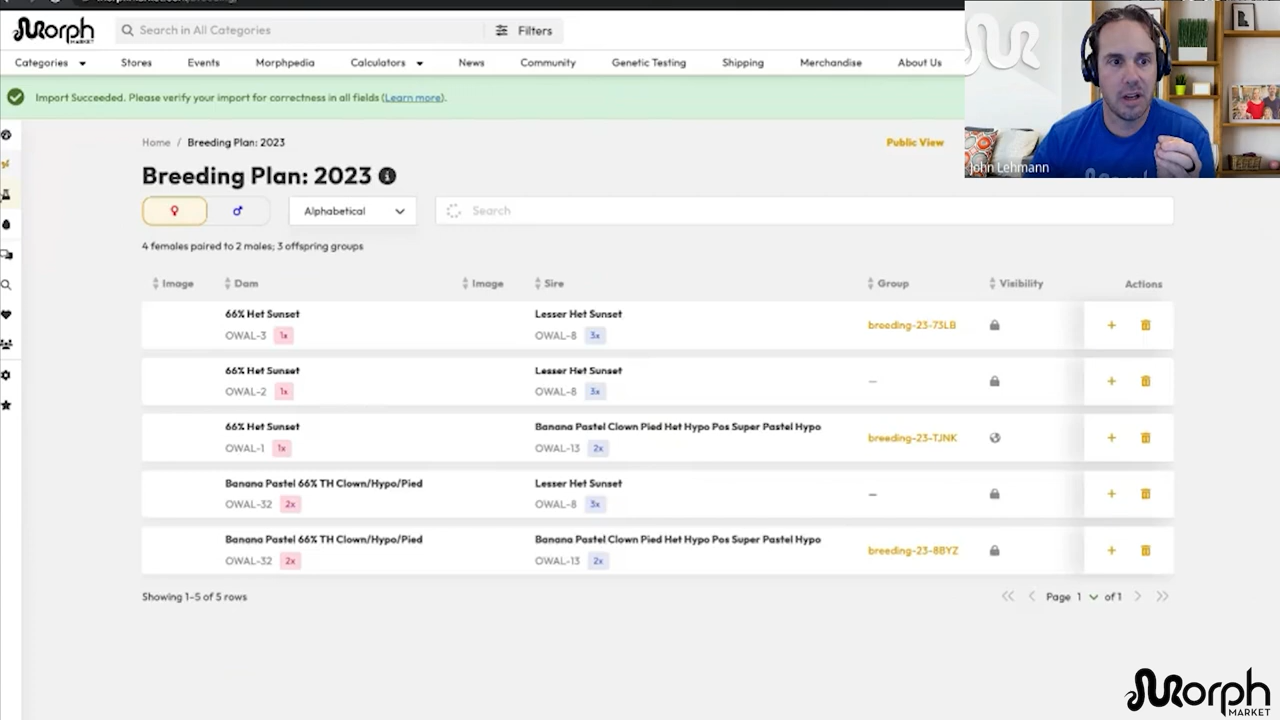 Morph
MARKET
Search in All Categories
Filters
Categories
Stores
Events
Morphpedia
Calculators
News
Community
Genetic Testing
Shipping
Merchandise
About Us
Import Succeeded. Please verify your import for correctness in all fields (Learn more).
John Lehmann
Home / Breeding Plan: 2023
Public View
Breeding Plan: 2023
Alphabetical
Search
4 females paired to 2 males; 3 offspring groups
Image Dam Image Sire Group Visibility Actions
66% Het Sunset Lesser Het Sunset
OWAL-3 1x OWAL-8 3x breeding-23-73LB
66% Het Sunset Lesser Het Sunset
OWAL-2 1x OWAL-8 3x —
66% Het Sunset Banana Pastel Clown Pied Het Hypo Pos Super Pastel Hypo
OWAL-1 1x OWAL-13 2x breeding-23-TJNK
Banana Pastel 66% TH Clown/Hypo/Pied Lesser Het Sunset
OWAL-32 2x OWAL-8 3x —
Banana Pastel 66% TH Clown/Hypo/Pied Banana Pastel Clown Pied Het Hypo Pos Super Pastel Hypo
OWAL-32 2x OWAL-13 2x breeding-23-8BYZ
Showing 1-5 of 5 rows
Page 1 of 1
Morph
MARKET